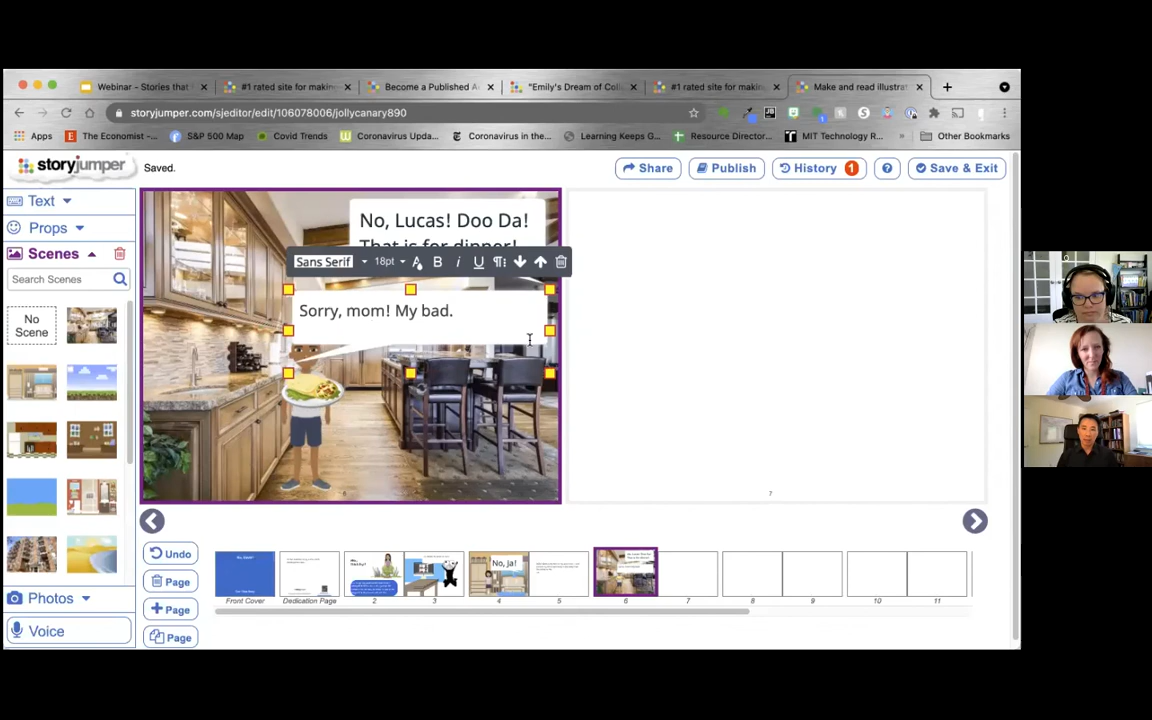 Webinar - Stories that
#1 rated site for making
Become a Published A
"Emily's Dream of Coll
#1 rated site for making
Make and read illustrat
storyjumper.com/sjeditor/edit/106078006/jollycanary890
Apps
The Economist -...
S&P 500 Map
Covid Trends
Coronavirus Upda...
Coronavirus in the...
Learning Keeps G...
Resource Director...
MIT Technology R...
Other Bookmarks
storyjumper
Saved.
Share
Publish
History 1
?
Save & Exit
Text
Props
Scenes
Search Scenes
No Scene
Photos
Voice
No, Lucas! Doo Da!
That is for dinner!
Sans Serif
18pt
A
B
i
U
Sorry, mom! My bad.
6
7
Undo
Page
Page
Page
No, ja!
Front Cover
Dedication Page
2
3
4
5
6
7
8
9
10
11